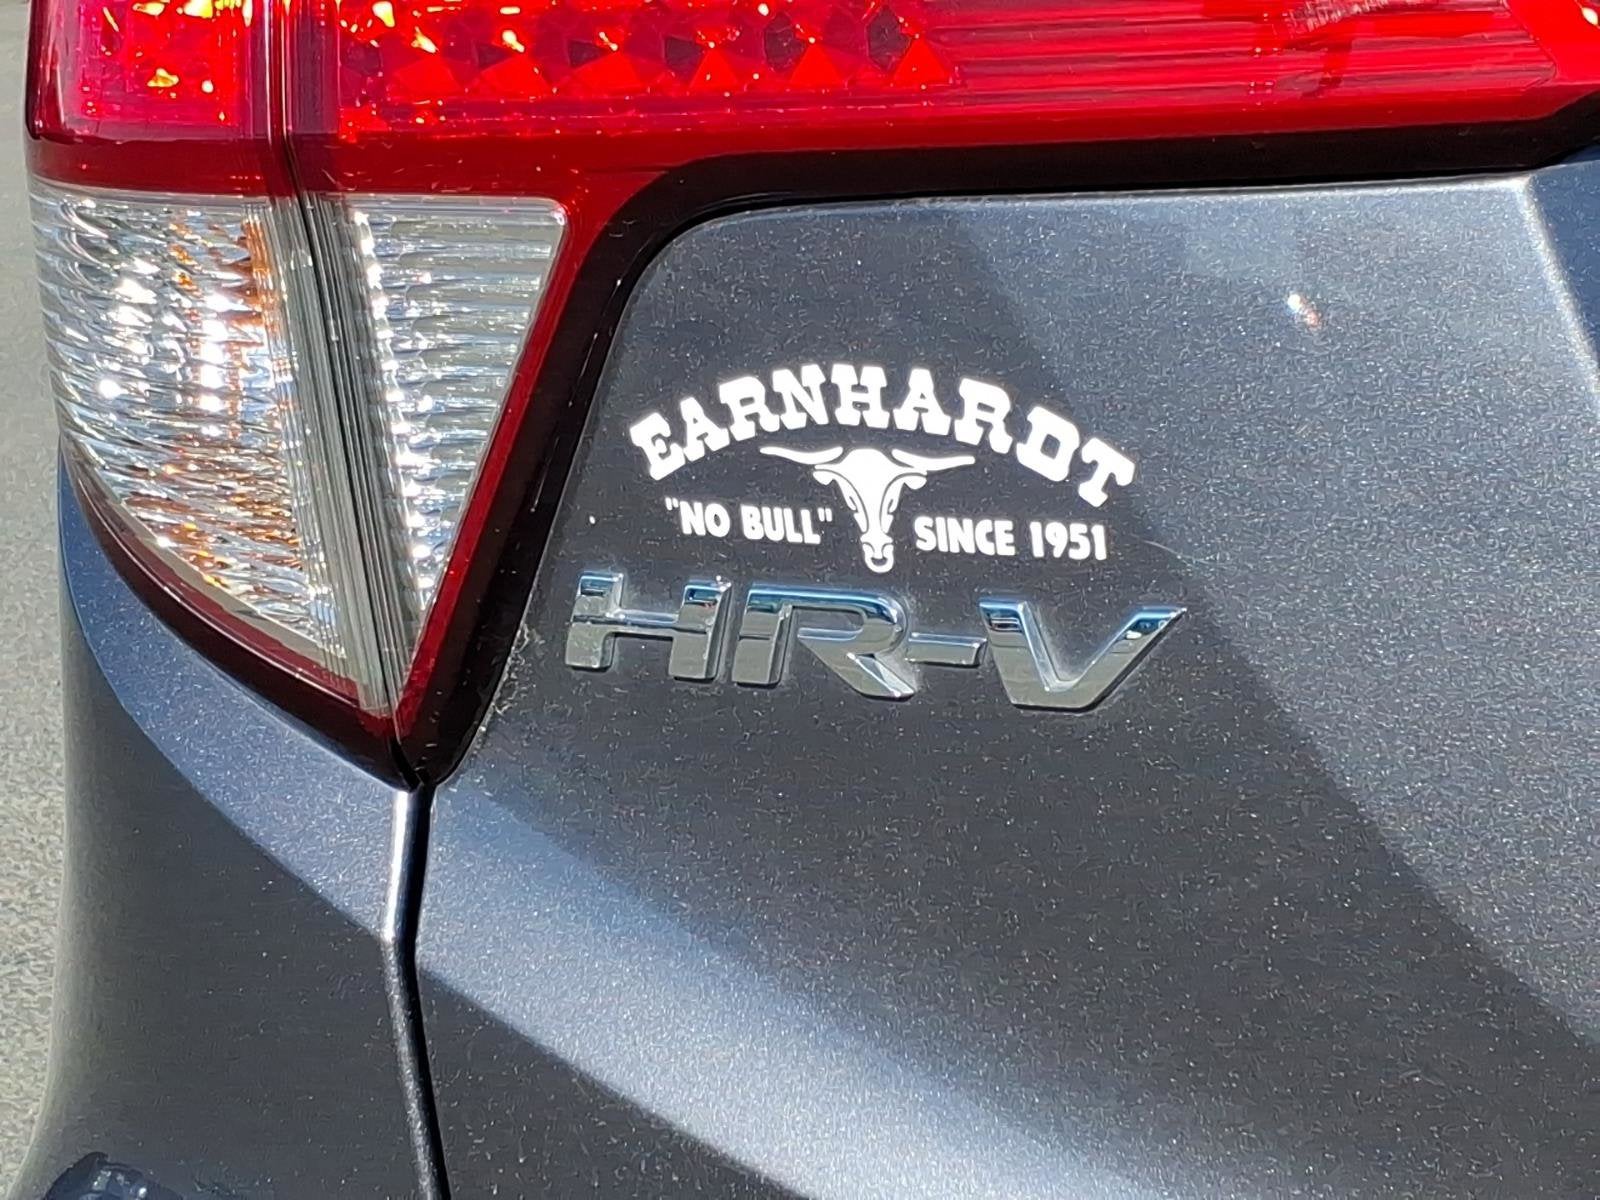 EARNHARDT
"NO BULL" SINCE 1951
HR-V